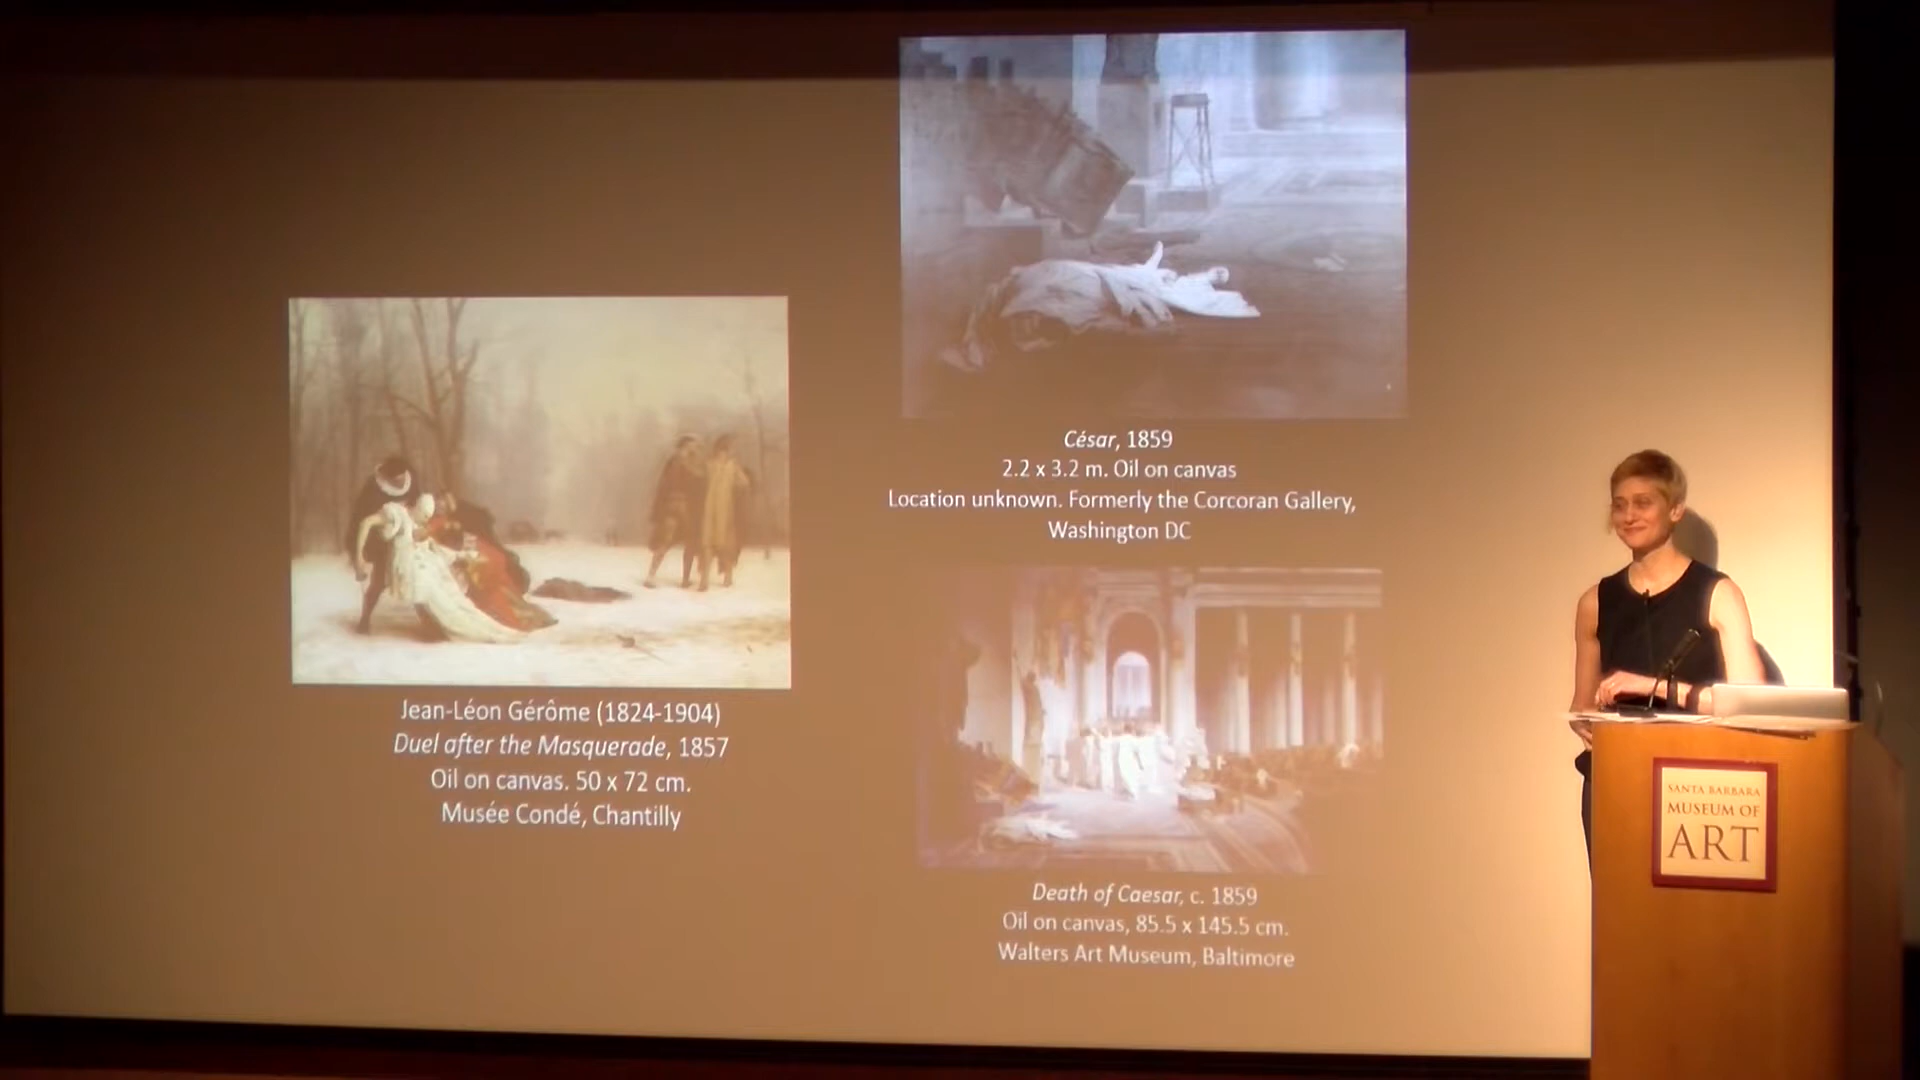 César, 1859
2.2 x 3.2 m. Oil on canvas
Location unknown. Formerly the Corcoran Gallery,
Washington DC
Jean-Léon Gérôme (1824-1904)
Duel after the Masquerade, 1857
Oil on canvas. 50 x 72 cm.
Musée Condé, Chantilly
Death of Caesar, c. 1859
Oil on canvas, 85.5 x 145.5 cm.
Walters Art Museum, Baltimore
SANTA BARBARA
MUSEUM OF
ART